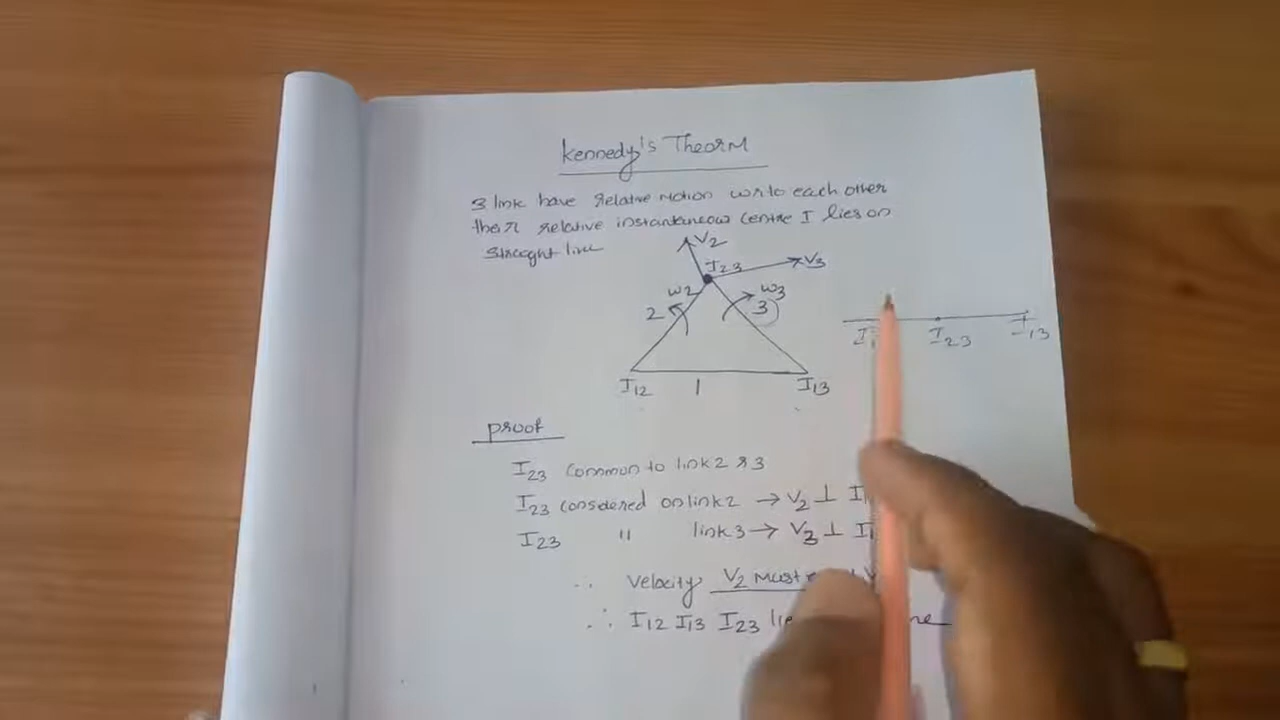 Kennedy's Theorm
3 link have relative motion w.r.to each other
their relative instantaneou centre I lies on
straight line
V2
I23
V3
w2
w3
2
3
I12
1
I13
I23
I13
proof
I23 common to link 2 & 3
I23 considered on link 2 → V2 ⊥
I23 " link 3 → V3 ⊥
∴ Velocity V2 must
∴ I12 I13 I23